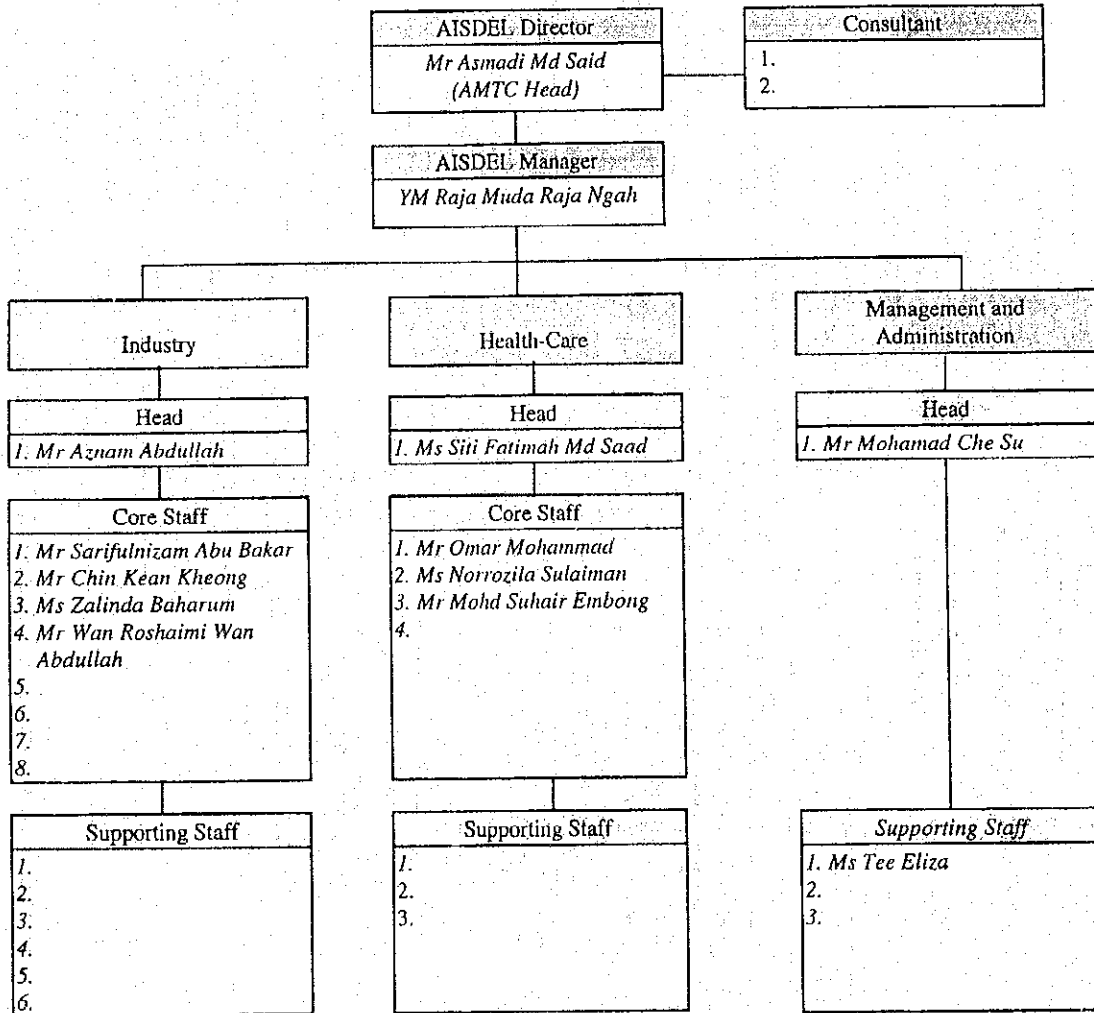 AISDEL Director
Mr Asmadi Md Said
(AMTC Head)
Consultant
1.
2.
AISDEL Manager
YM Raja Muda Raja Ngah
Industry
Head
1. Mr Aznam Abdullah
Core Staff
1. Mr Sarifulnizam Abu Bakar
2. Mr Chin Kean Kheong
3. Ms Zalinda Baharum
4. Mr Wan Roshaimi Wan
Abdullah
5.
6.
7.
8.
Supporting Staff
1.
2.
3.
4.
5.
6.
Health-Care
Head
1. Ms Siti Fatimah Md Saad
Core Staff
1. Mr Omar Mohammad
2. Ms Norrozila Sulaiman
3. Mr Mohd Suhair Embong
4.
Supporting Staff
1.
2.
3.
Management and
Administration
Head
1. Mr Mohamad Che Su
Supporting Staff
1. Ms Tee Eliza
2.
3.